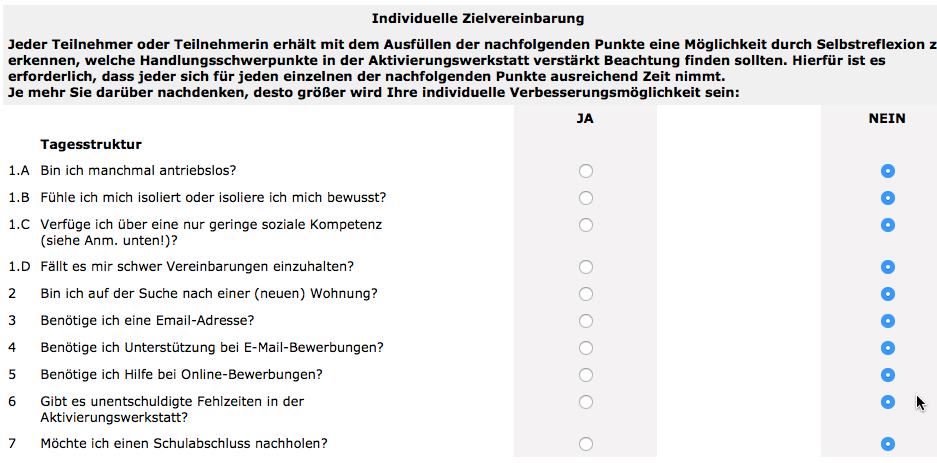 Individuelle Zielvereinbarung
Jeder Teilnehmer oder Teilnehmerin erhält mit dem Ausfüllen der nachfolgenden Punkte eine Möglichkeit durch Selbstreflexion z
erkennen, welche Handlungsschwerpunkte in der Aktivierungswerkstatt verstärkt Beachtung finden sollten. Hierfür ist es
erforderlich, dass jeder sich für jeden einzelnen der nachfolgenden Punkte ausreichend Zeit nimmt.
Je mehr Sie darüber nachdenken, desto größer wird Ihre individuelle Verbesserungsmöglichkeit sein:
JA NEIN
Tagesstruktur
1.A Bin ich manchmal antriebslos?
1.B Fühle ich mich isoliert oder isoliere ich mich bewusst?
1.C Verfüge ich über eine nur geringe soziale Kompetenz
(siehe Anm. unten!)?
1.D Fällt es mir schwer Vereinbarungen einzuhalten?
2 Bin ich auf der Suche nach einer (neuen) Wohnung?
3 Benötige ich eine Email-Adresse?
4 Benötige ich Unterstützung bei E-Mail-Bewerbungen?
5 Benötige ich Hilfe bei Online-Bewerbungen?
6 Gibt es unentschuldigte Fehlzeiten in der
Aktivierungswerkstatt?
7 Möchte ich einen Schulabschluss nachholen?